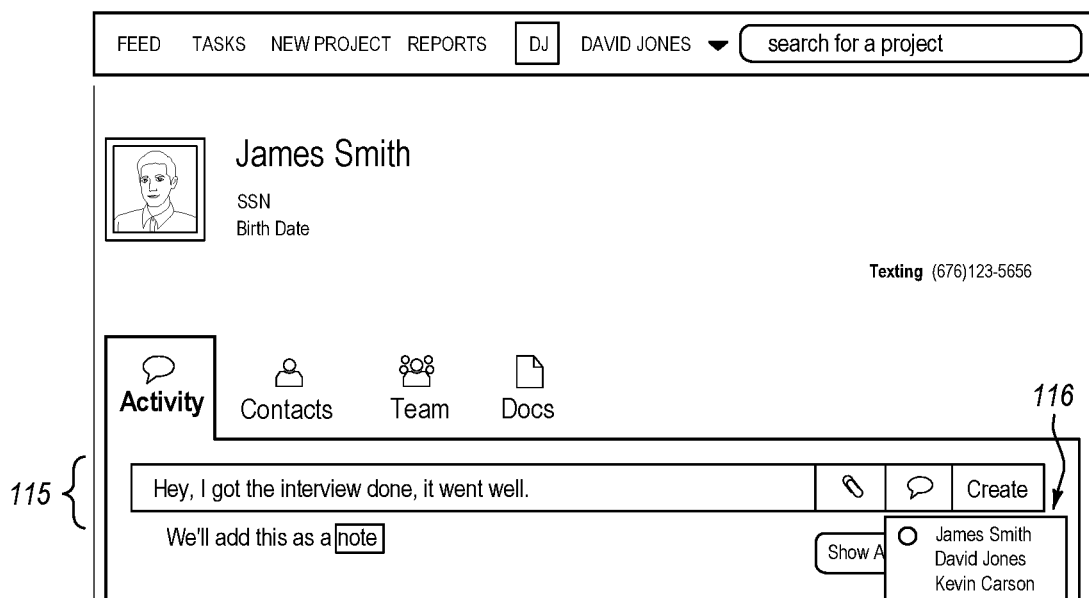 FEED TASKS NEW PROJECT REPORTS DJ DAVID JONES search for a project
James Smith
SSN
Birth Date
Texting (676)123-5656
Activity Contacts Team Docs
116
115
Hey, I got the interview done, it went well. Create
We'll add this as a note
Show A
James Smith
David Jones
Kevin Carson